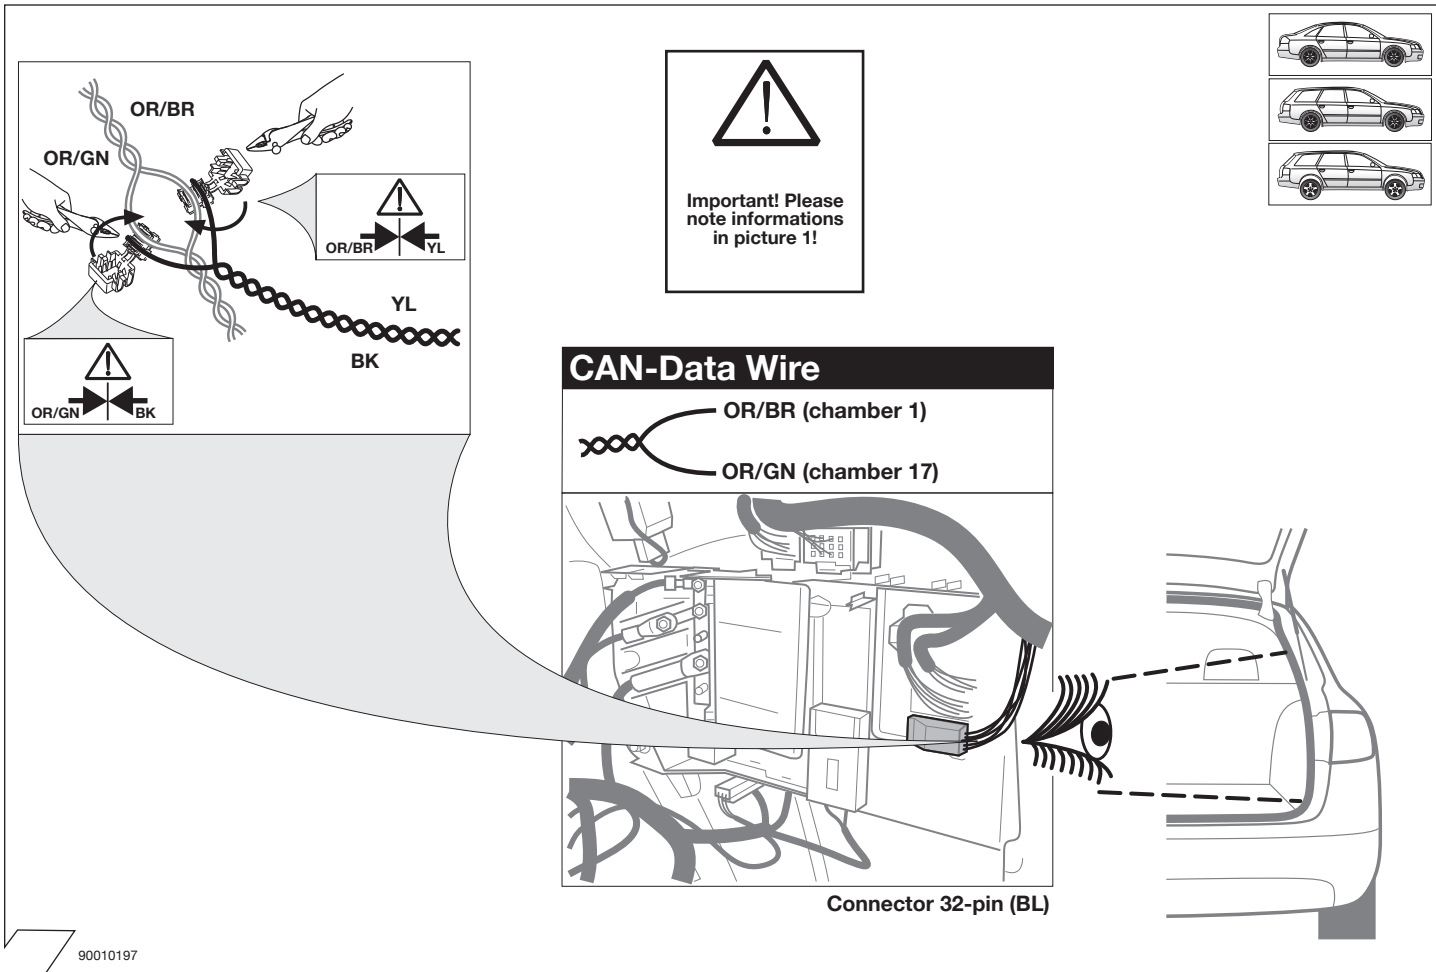 OR/BR
OR/GN
OR/BR YL
YL
BK
OR/GN BK
Important! Please
note informations
in picture 1!
CAN-Data Wire
OR/BR (chamber 1)
OR/GN (chamber 17)
Connector 32-pin (BL)
90010197